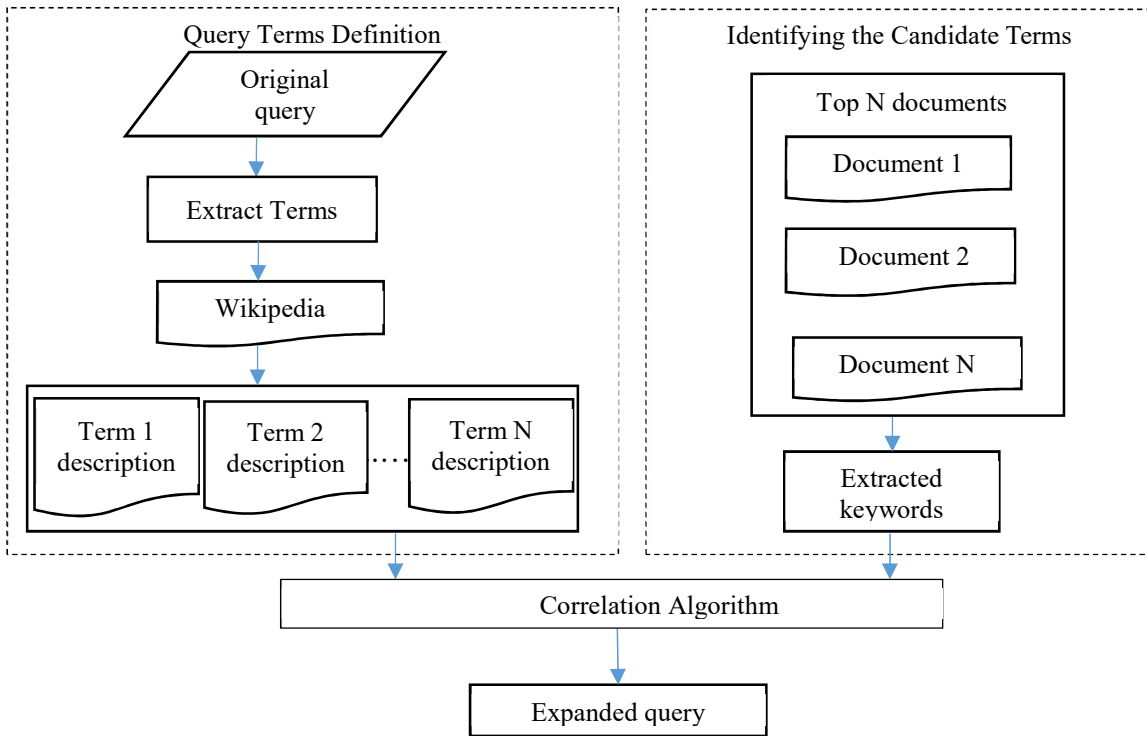 Query Terms Definition
Original
query
Extract Terms
Wikipedia
Term 1
description
Term 2
description
....
Term N
description
Identifying the Candidate Terms
Top N documents
Document 1
Document 2
Document N
Extracted
keywords
Correlation Algorithm
Expanded query